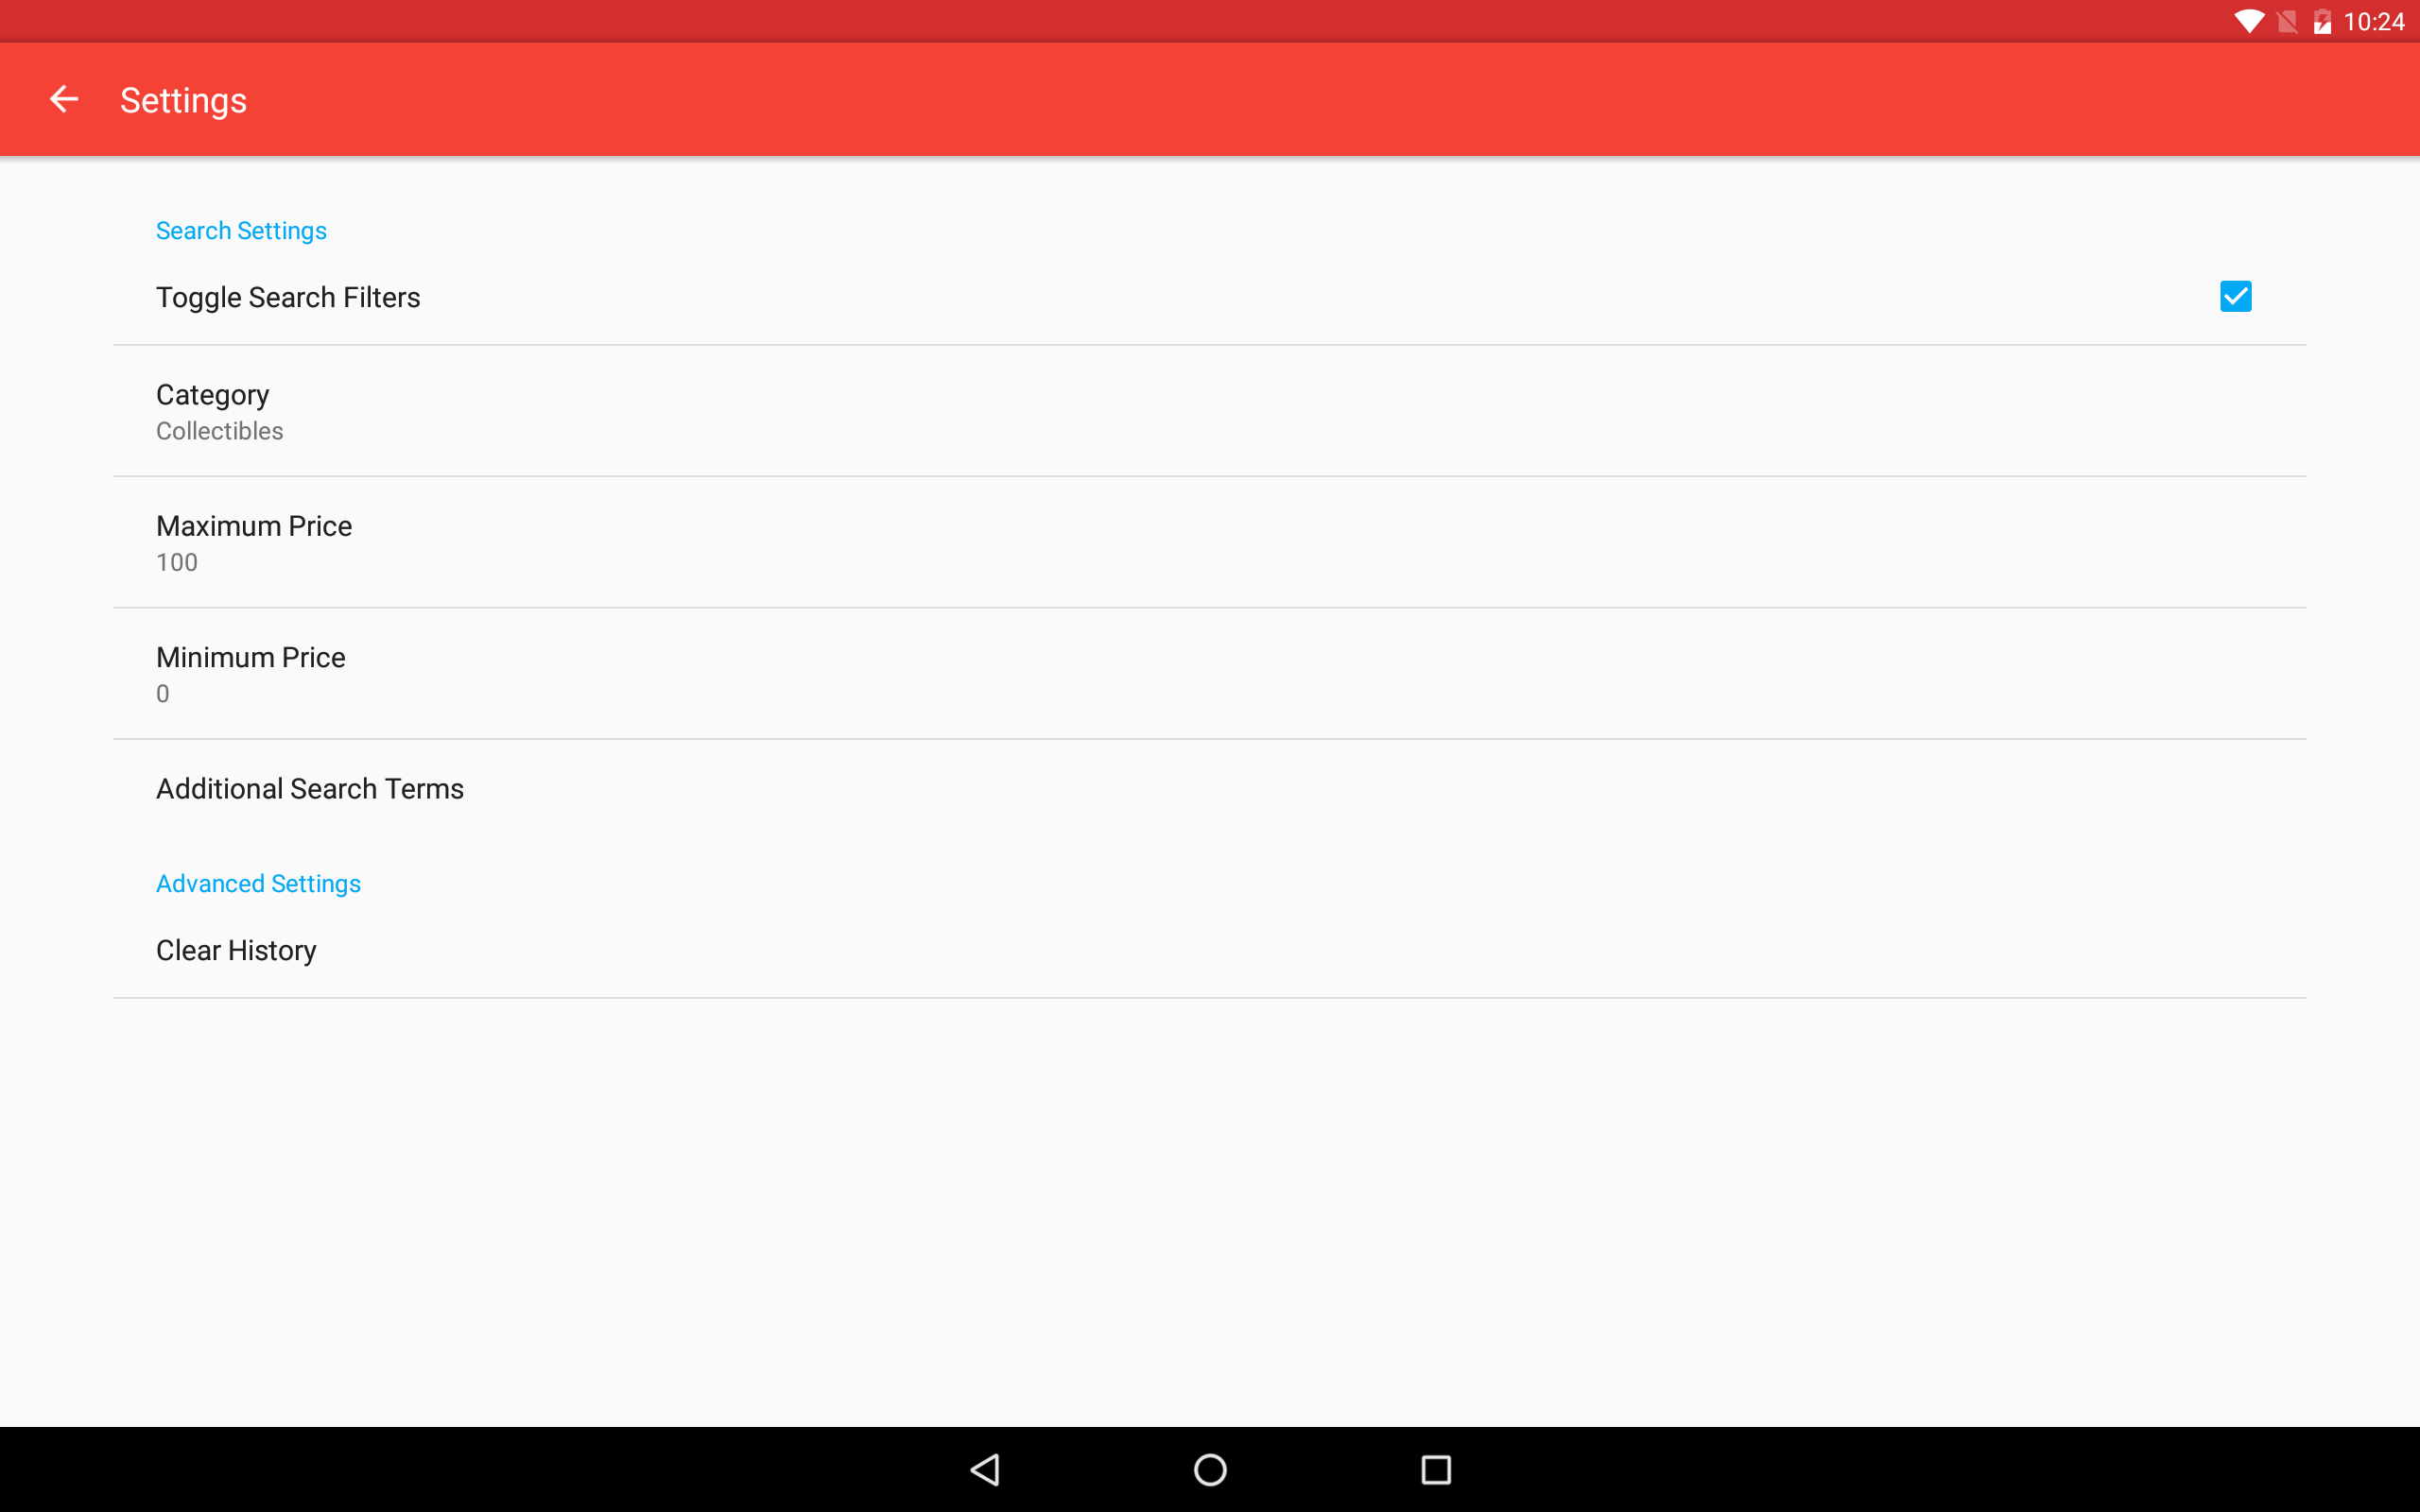 10:24
Settings
Search Settings
Toggle Search Filters
Category
Collectibles
Maximum Price
100
Minimum Price
0
Additional Search Terms
Advanced Settings
Clear History